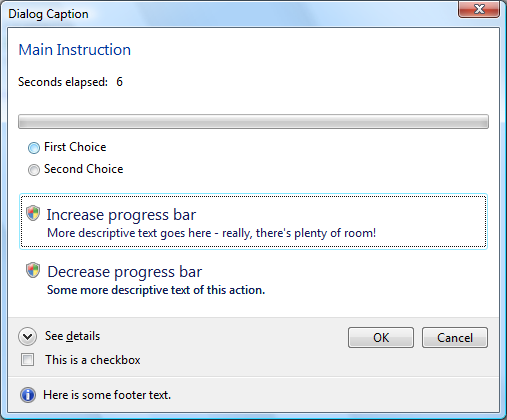 Dialog Caption
Main Instruction
Seconds elapsed: 6
First Choice
Second Choice
Increase progress bar
More descriptive text goes here - really, there's plenty of room!
Decrease progress bar
Some more descriptive text of this action.
See details
OK
Cancel
This is a checkbox
Here is some footer text.